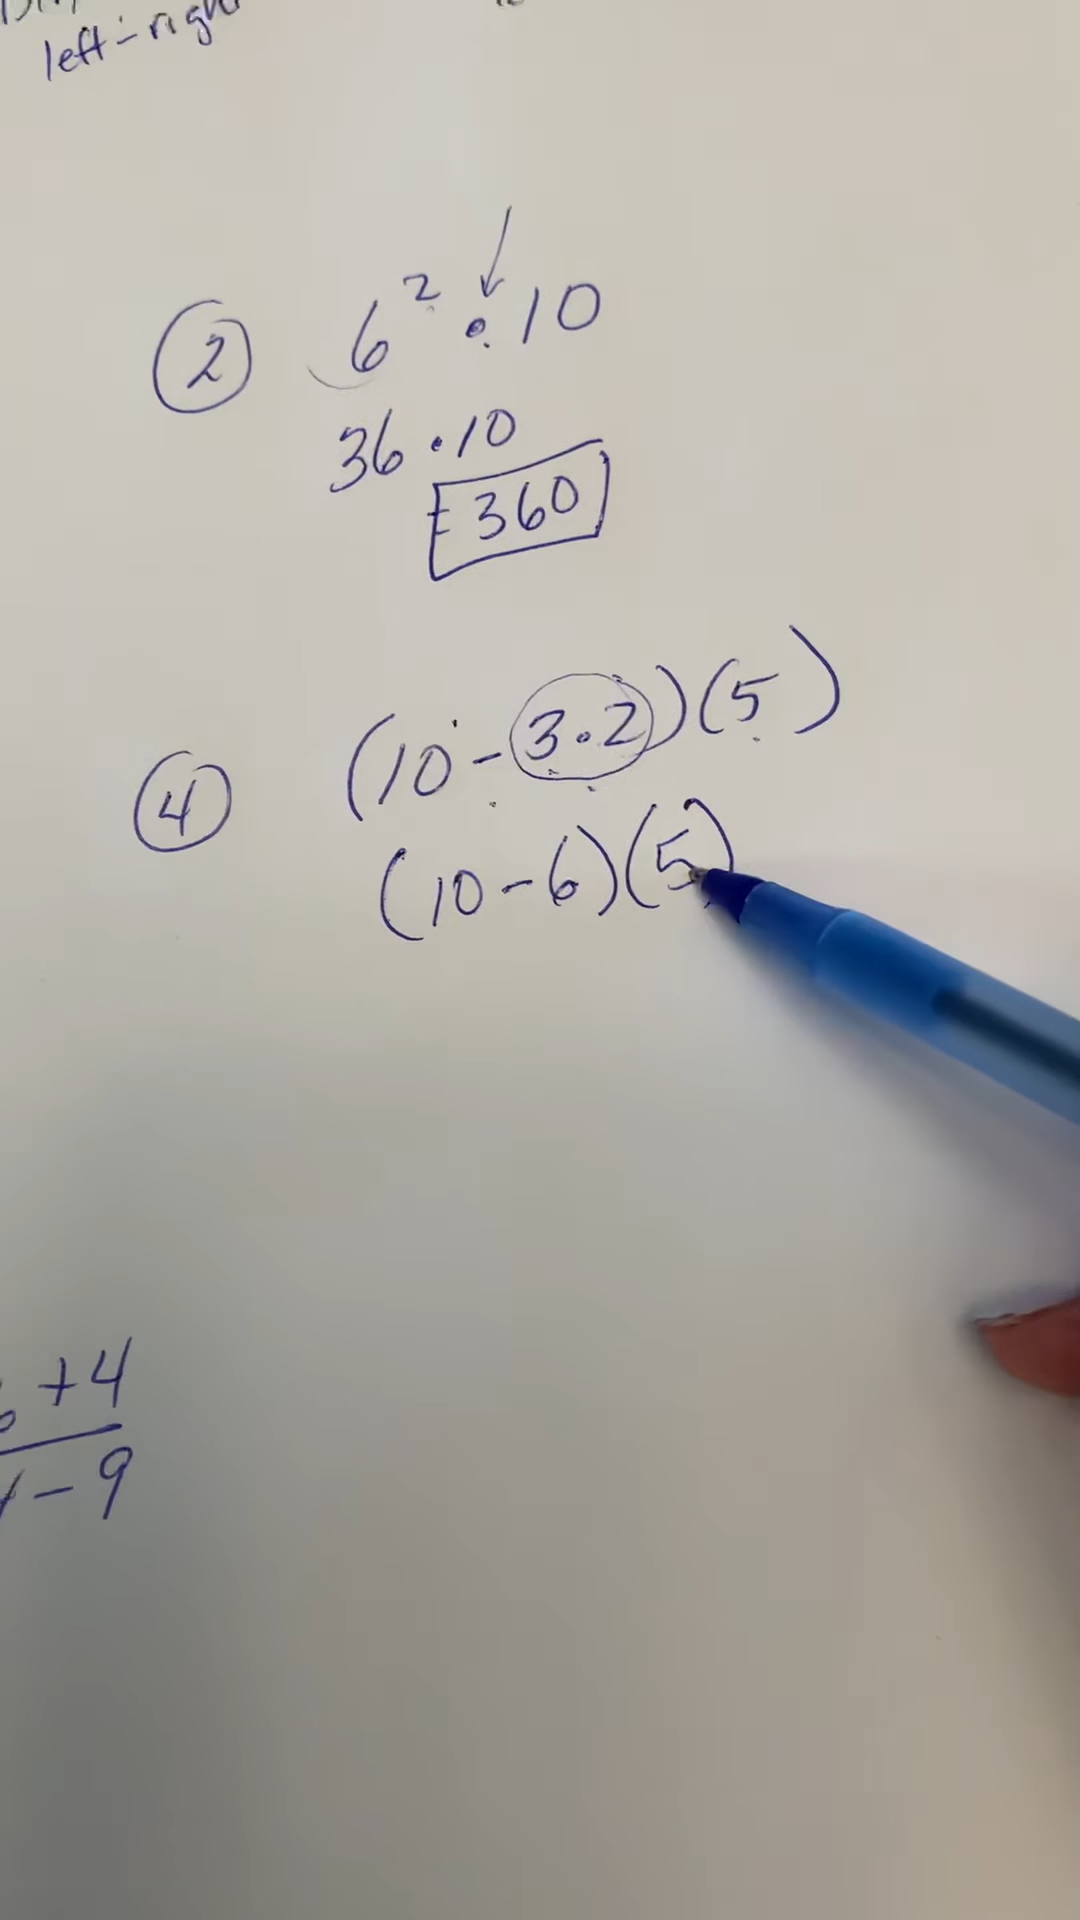 left-right
② 6² · 10
36 · 10
= 360
④ (10 - 3 · 2)(5)
(10 - 6)(5)
+4
- 9